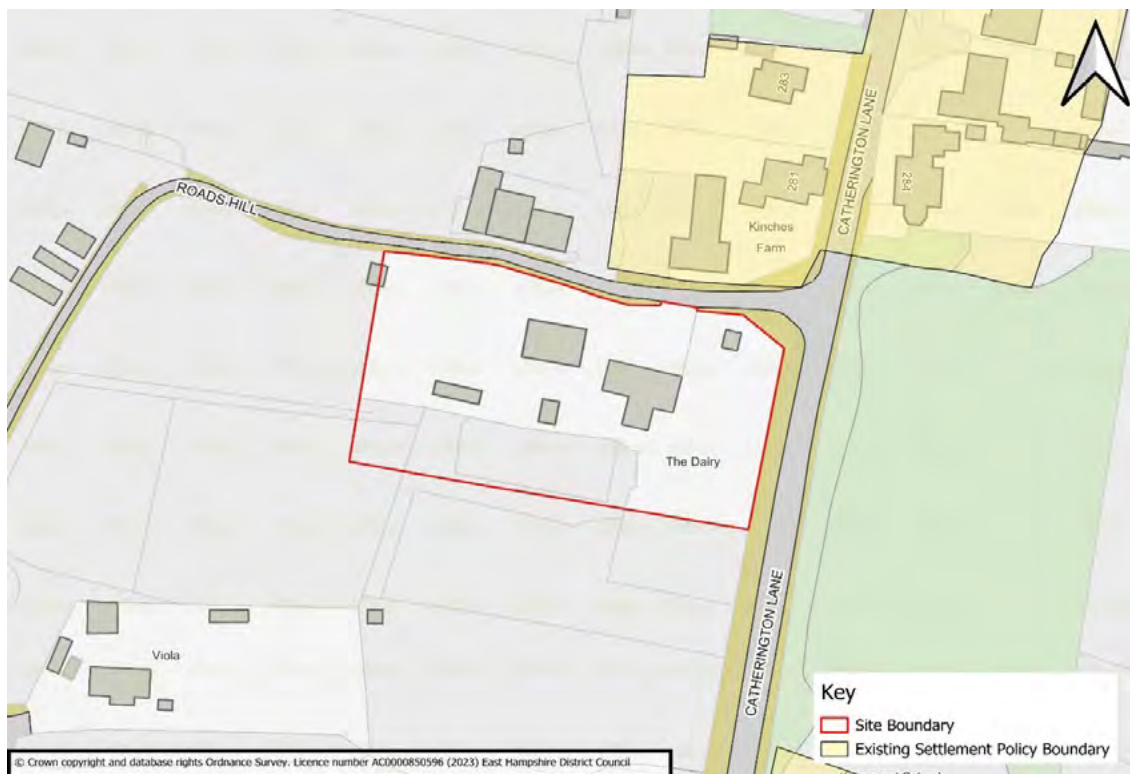 283
CATHERINGTON LANE
ROADS HILL
281
284
Kinches
Farm
The Dairy
Viola
CATHERINGTON LANE
Key
Site Boundary
Existing Settlement Policy Boundary
© Crown copyright and database rights Ordnance Survey. Licence number AC0000850596 (2023) East Hampshire District Council